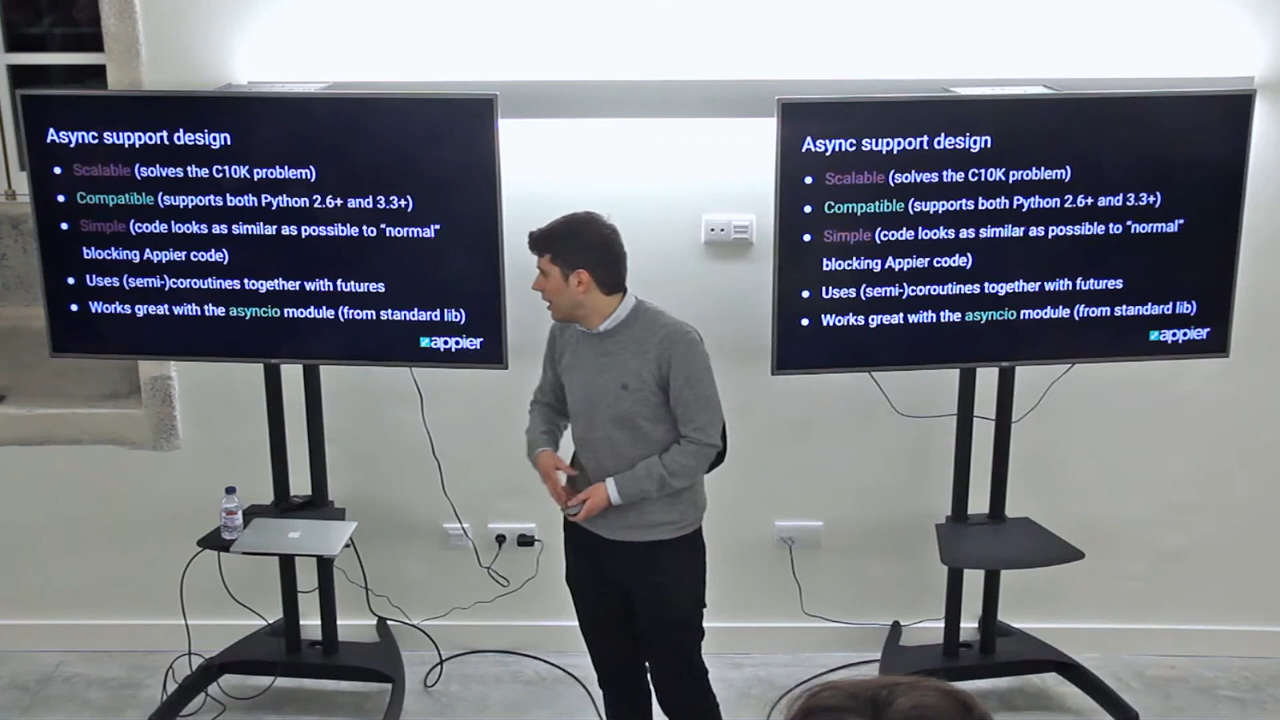 Async support design
Scalable (solves the C10K problem)
Compatible (supports both Python 2.6+ and 3.3+)
Simple (code looks as similar as possible to “normal”
blocking Appier code)
Uses (semi-)coroutines together with futures
Works great with the asyncio module (from standard lib)
appier
Async support design
Scalable (solves the C10K problem)
Compatible (supports both Python 2.6+ and 3.3+)
Simple (code looks as similar as possible to “normal”
blocking Appier code)
Uses (semi-)coroutines together with futures
Works great with the asyncio module (from standard lib)
appier